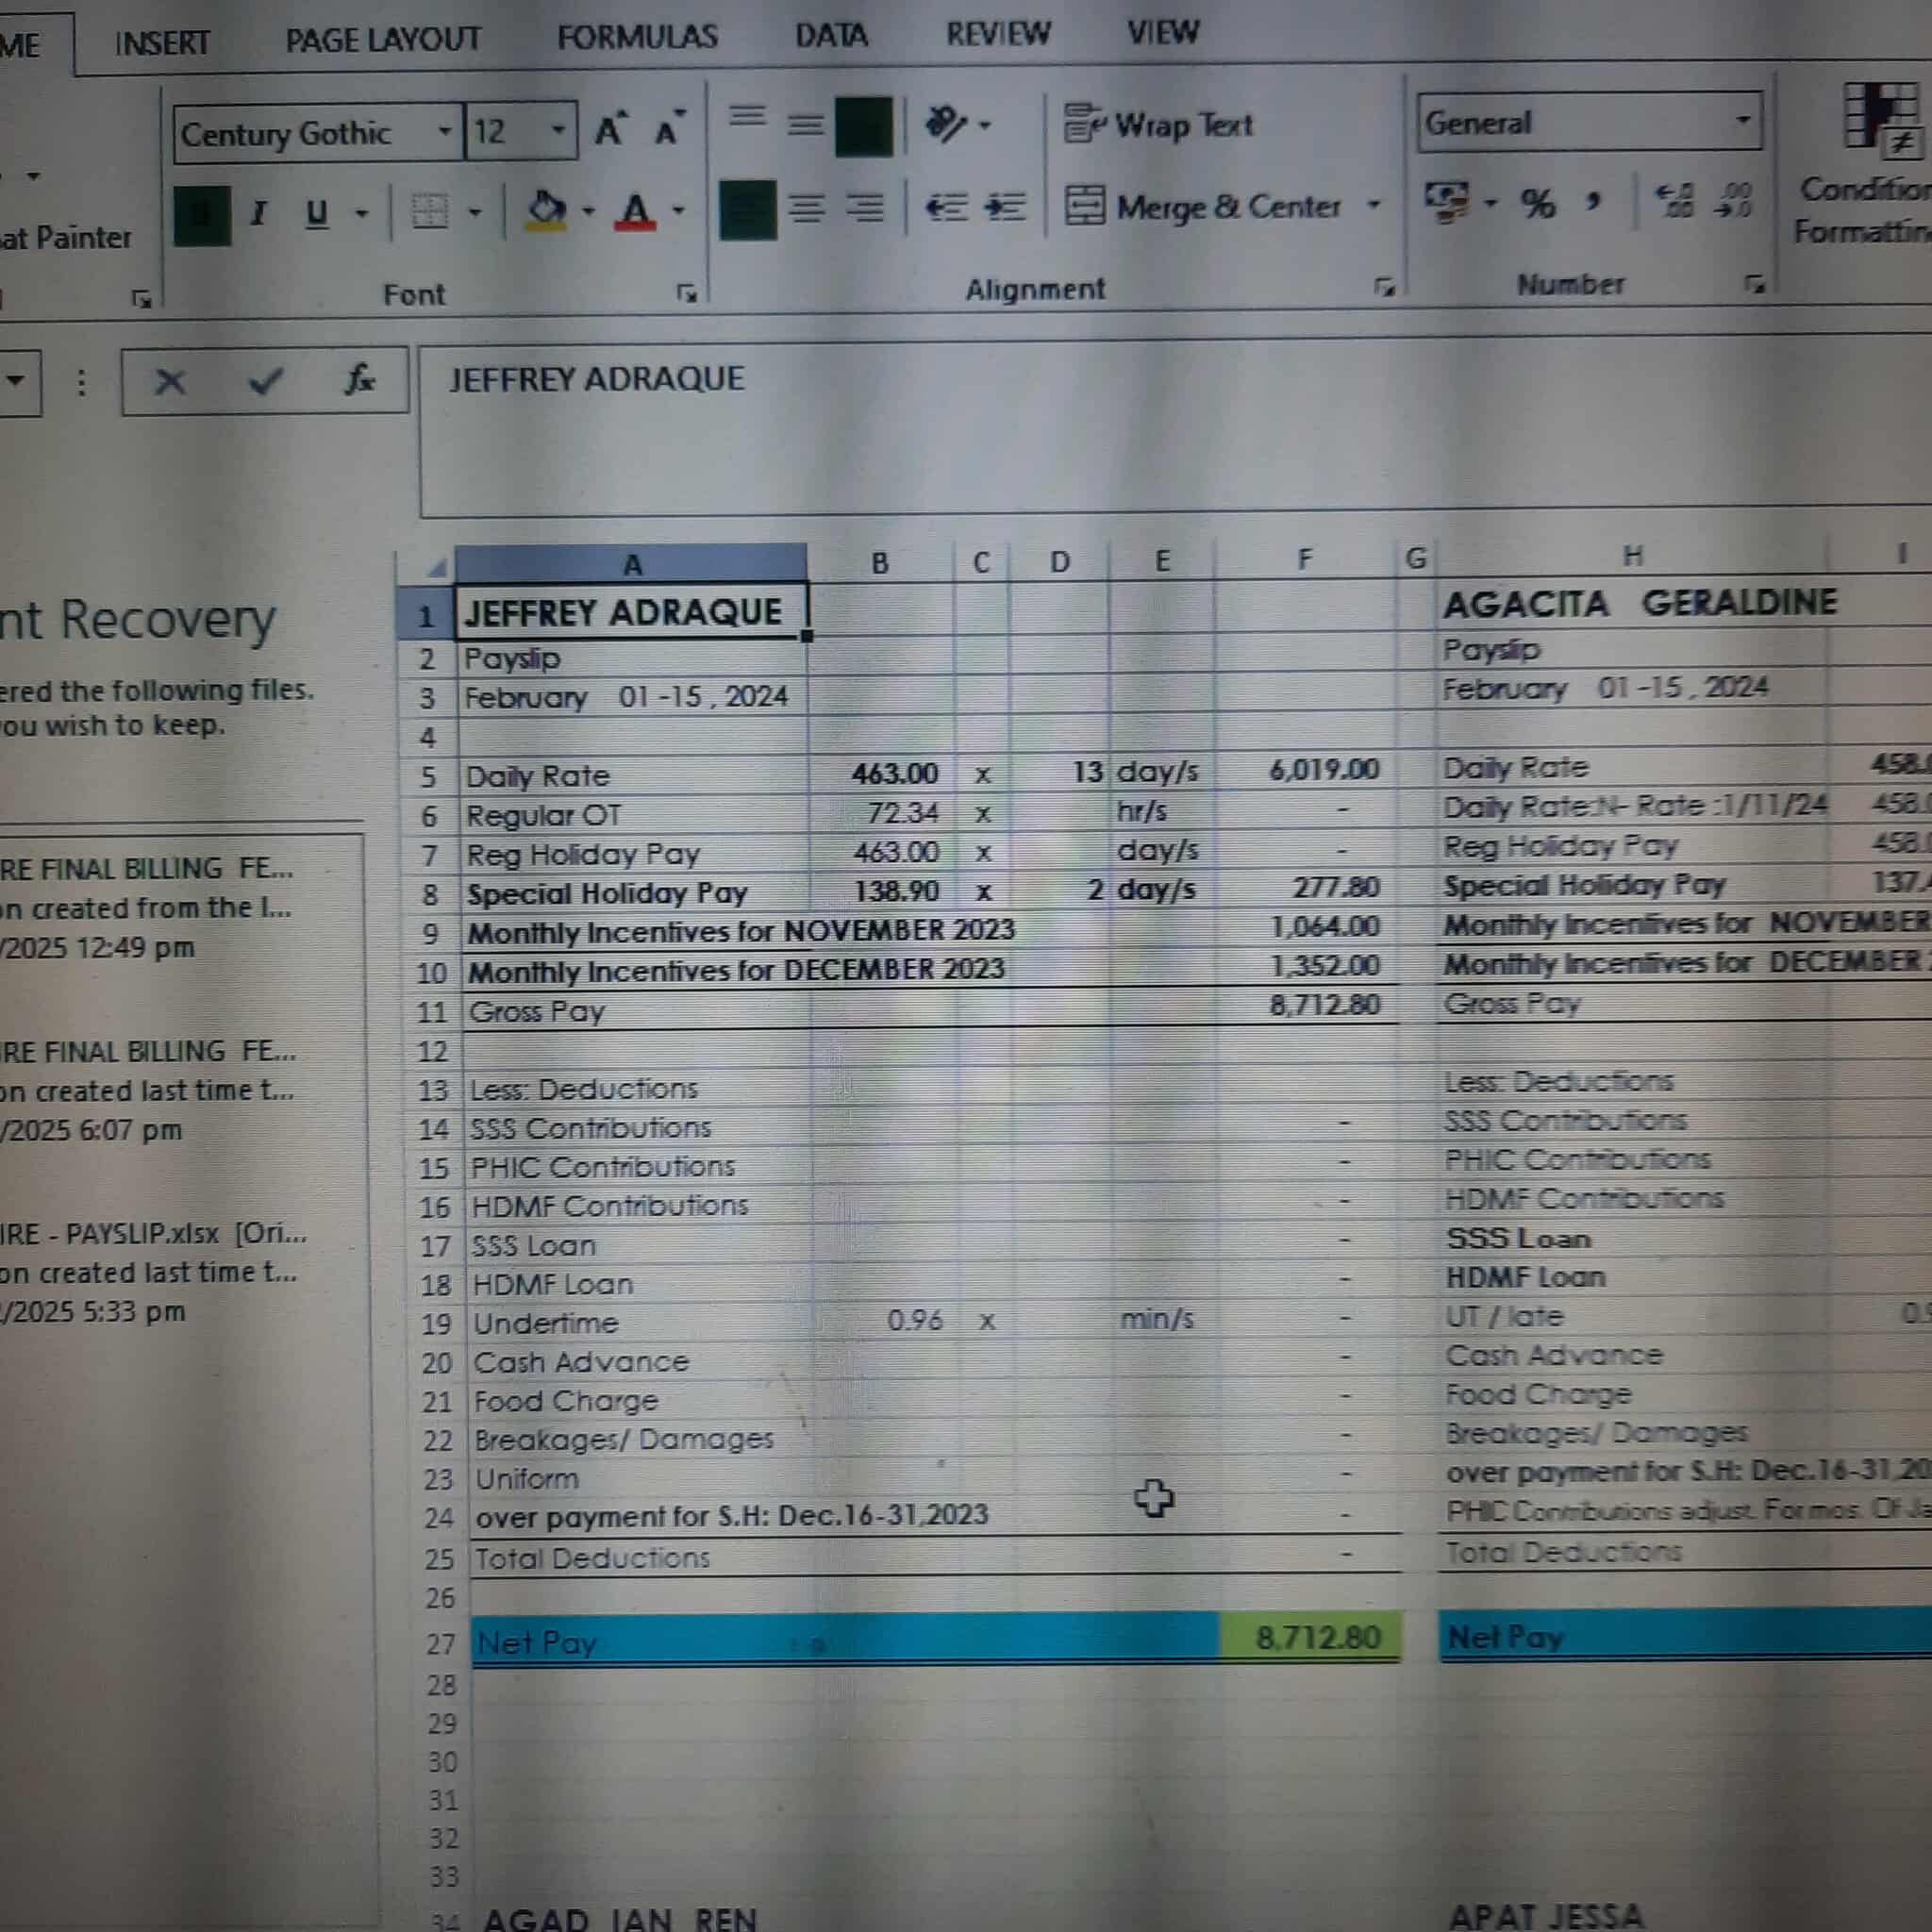 ME INSERT PAGE LAYOUT FORMULAS DATA REVIEW VIEW
Century Gothic 12 A A Wrap Text General
I U A Merge & Center % , Condition
at Painter Formattin
Font Alignment Number
fx JEFFREY ADRAQUE
A B C D E F G H I
nt Recovery
ered the following files.
you wish to keep.
RE FINAL BILLING FE...
on created from the l...
/2025 12:49 pm
RE FINAL BILLING FE...
on created last time t...
/2025 6:07 pm
IRE - PAYSLIP.xlsx [Ori...
on created last time t...
/2025 5:33 pm
1 JEFFREY ADRAQUE AGACITA GERALDINE
2 Payslip Payslip
3 February 01 -15 , 2024 February 01 -15 , 2024
4
5 Daily Rate 463.00 x 13 day/s 6,019.00 Daily Rate 458.
6 Regular OT 72.34 x hr/s - Daily Rate:N- Rate :1/11/24 458.
7 Reg Holiday Pay 463.00 x day/s - Reg Holiday Pay 458.
8 Special Holiday Pay 138.90 x 2 day/s 277.80 Special Holiday Pay 137.
9 Monthly Incentives for NOVEMBER 2023 1,064.00 Monthly Incentives for NOVEMBER
10 Monthly Incentives for DECEMBER 2023 1,352.00 Monthly Incentives for DECEMBER
11 Gross Pay 8,712.80 Gross Pay
12
13 Less: Deductions Less: Deductions
14 SSS Contributions - SSS Contributions
15 PHIC Contributions - PHIC Contributions
16 HDMF Contributions - HDMF Contributions
17 SSS Loan - SSS Loan
18 HDMF Loan - HDMF Loan
19 Undertime 0.96 x min/s - UT / late 0.
20 Cash Advance - Cash Advance
21 Food Charge - Food Charge
22 Breakages/ Damages - Breakages/ Damages
23 Uniform - over payment for S.H: Dec.16-31,20
24 over payment for S.H: Dec.16-31,2023 - PHIC Contributions adjust. For mos. Of Ja
25 Total Deductions - Total Deductions
26
27 Net Pay 8,712.80 Net Pay
28
29
30
31
32
33
34 AGAD IAN REN APAT JESSA